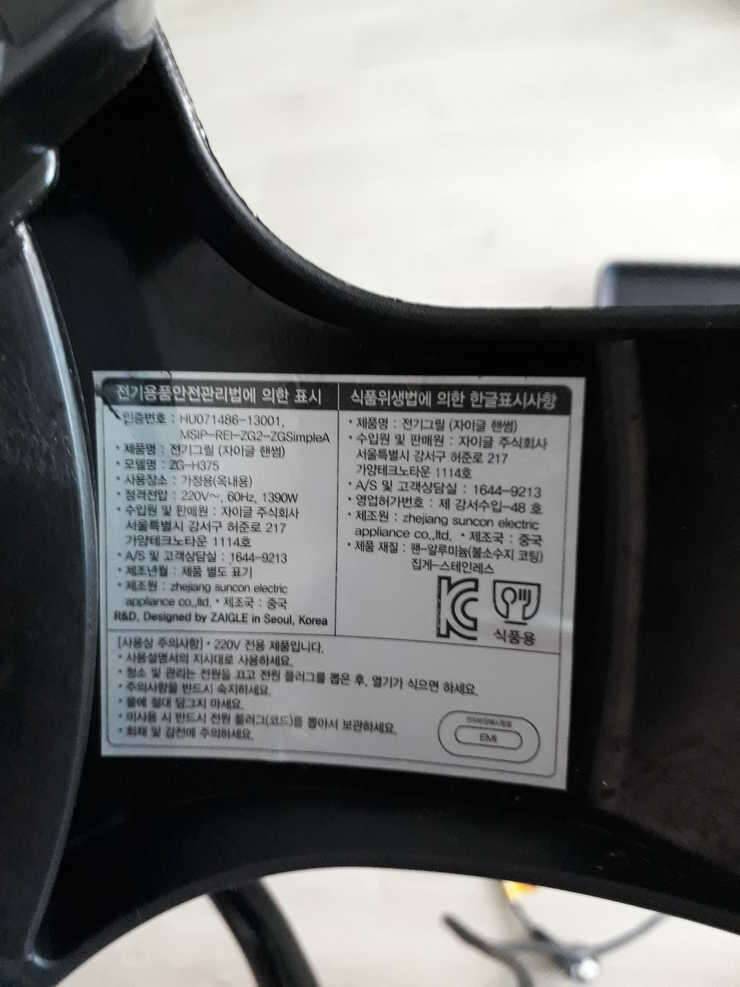 전기용품안전관리법에 의한 표시
인증번호 : HU071486-13001,
MSIP-REI-ZG2-ZGSimpleA
• 제품명 : 전기그릴 (자이글 핸썸)
• 모델명 : ZG-H375
• 사용장소 : 가정용(옥내용)
• 정격전압 : 220V~, 60Hz, 1390W
• 수입원 및 판매원 : 자이글 주식회사
서울특별시 강서구 허준로 217
가양테크노타운 1114호
• A/S 및 고객상담실 : 1644-9213
• 제조년월 : 제품 별도 표기
• 제조원 : zhejiang suncon electric
appliance co.,ltd. • 제조국 : 중국
R&D, Designed by ZAIGLE in Seoul, Korea
식품위생법에 의한 한글표시사항
• 제품명 : 전기그릴 (자이글 핸썸)
• 수입원 및 판매원 : 자이글 주식회사
서울특별시 강서구 허준로 217
가양테크노타운 1114호
• A/S 및 고객상담실 : 1644-9213
• 영업허가번호 : 제 강서수입-48 호
• 제조원 : zhejiang suncon electric
appliance co.,ltd. • 제조국 : 중국
• 제품 재질 : 팬-알루미늄(불소수지 코팅)
집게-스테인레스
KC
식품용
[사용상 주의사항] • 220V 전용 제품입니다.
• 사용설명서의 지시대로 사용하세요.
• 청소 및 관리는 전원을 끄고 전원 플러그를 뽑은 후, 열기가 식으면 하세요.
• 주의사항을 반드시 숙지하세요.
• 물에 절대 담그지 마세요.
• 미사용 시 반드시 전원 플러그(코드)를 뽑아서 보관하세요.
• 화재 및 감전에 주의하세요.
EMI